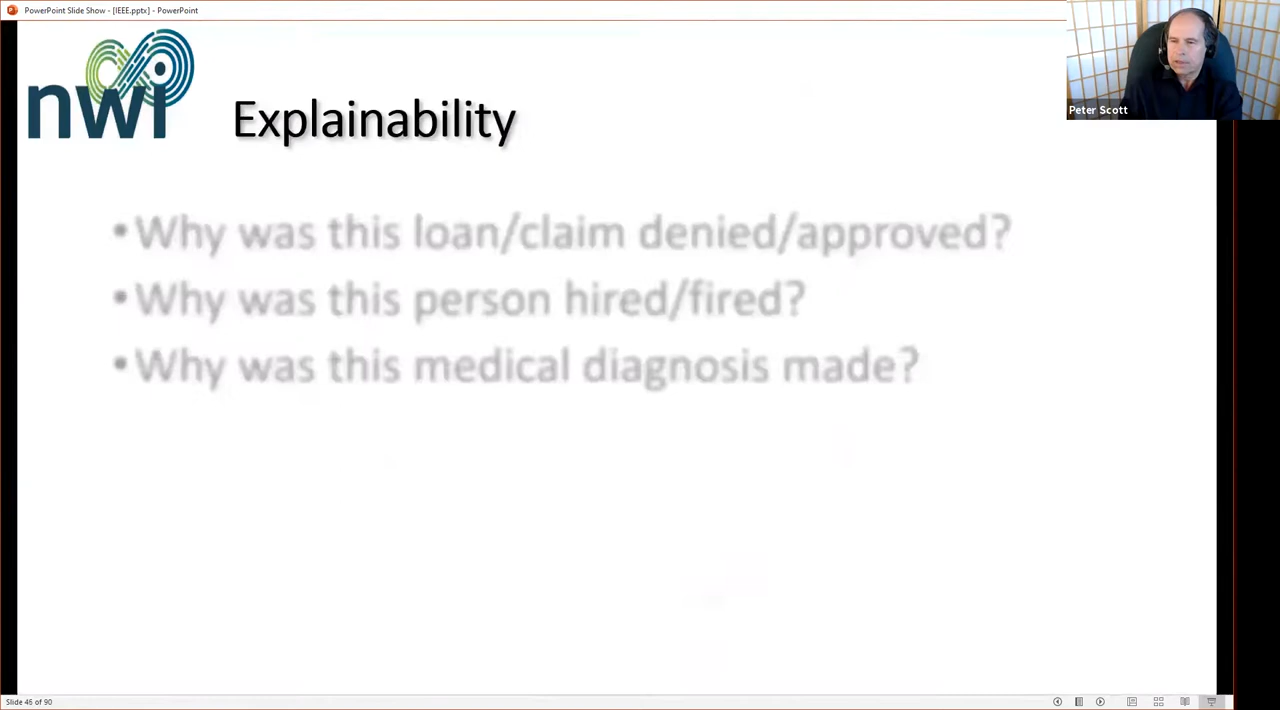 PowerPoint Slide Show - [IEEE.pptx] - PowerPoint
nwi
Explainability
Peter Scott
•Why was this loan/claim denied/approved?
•Why was this person hired/fired?
•Why was this medical diagnosis made?
Slide 45 of 90